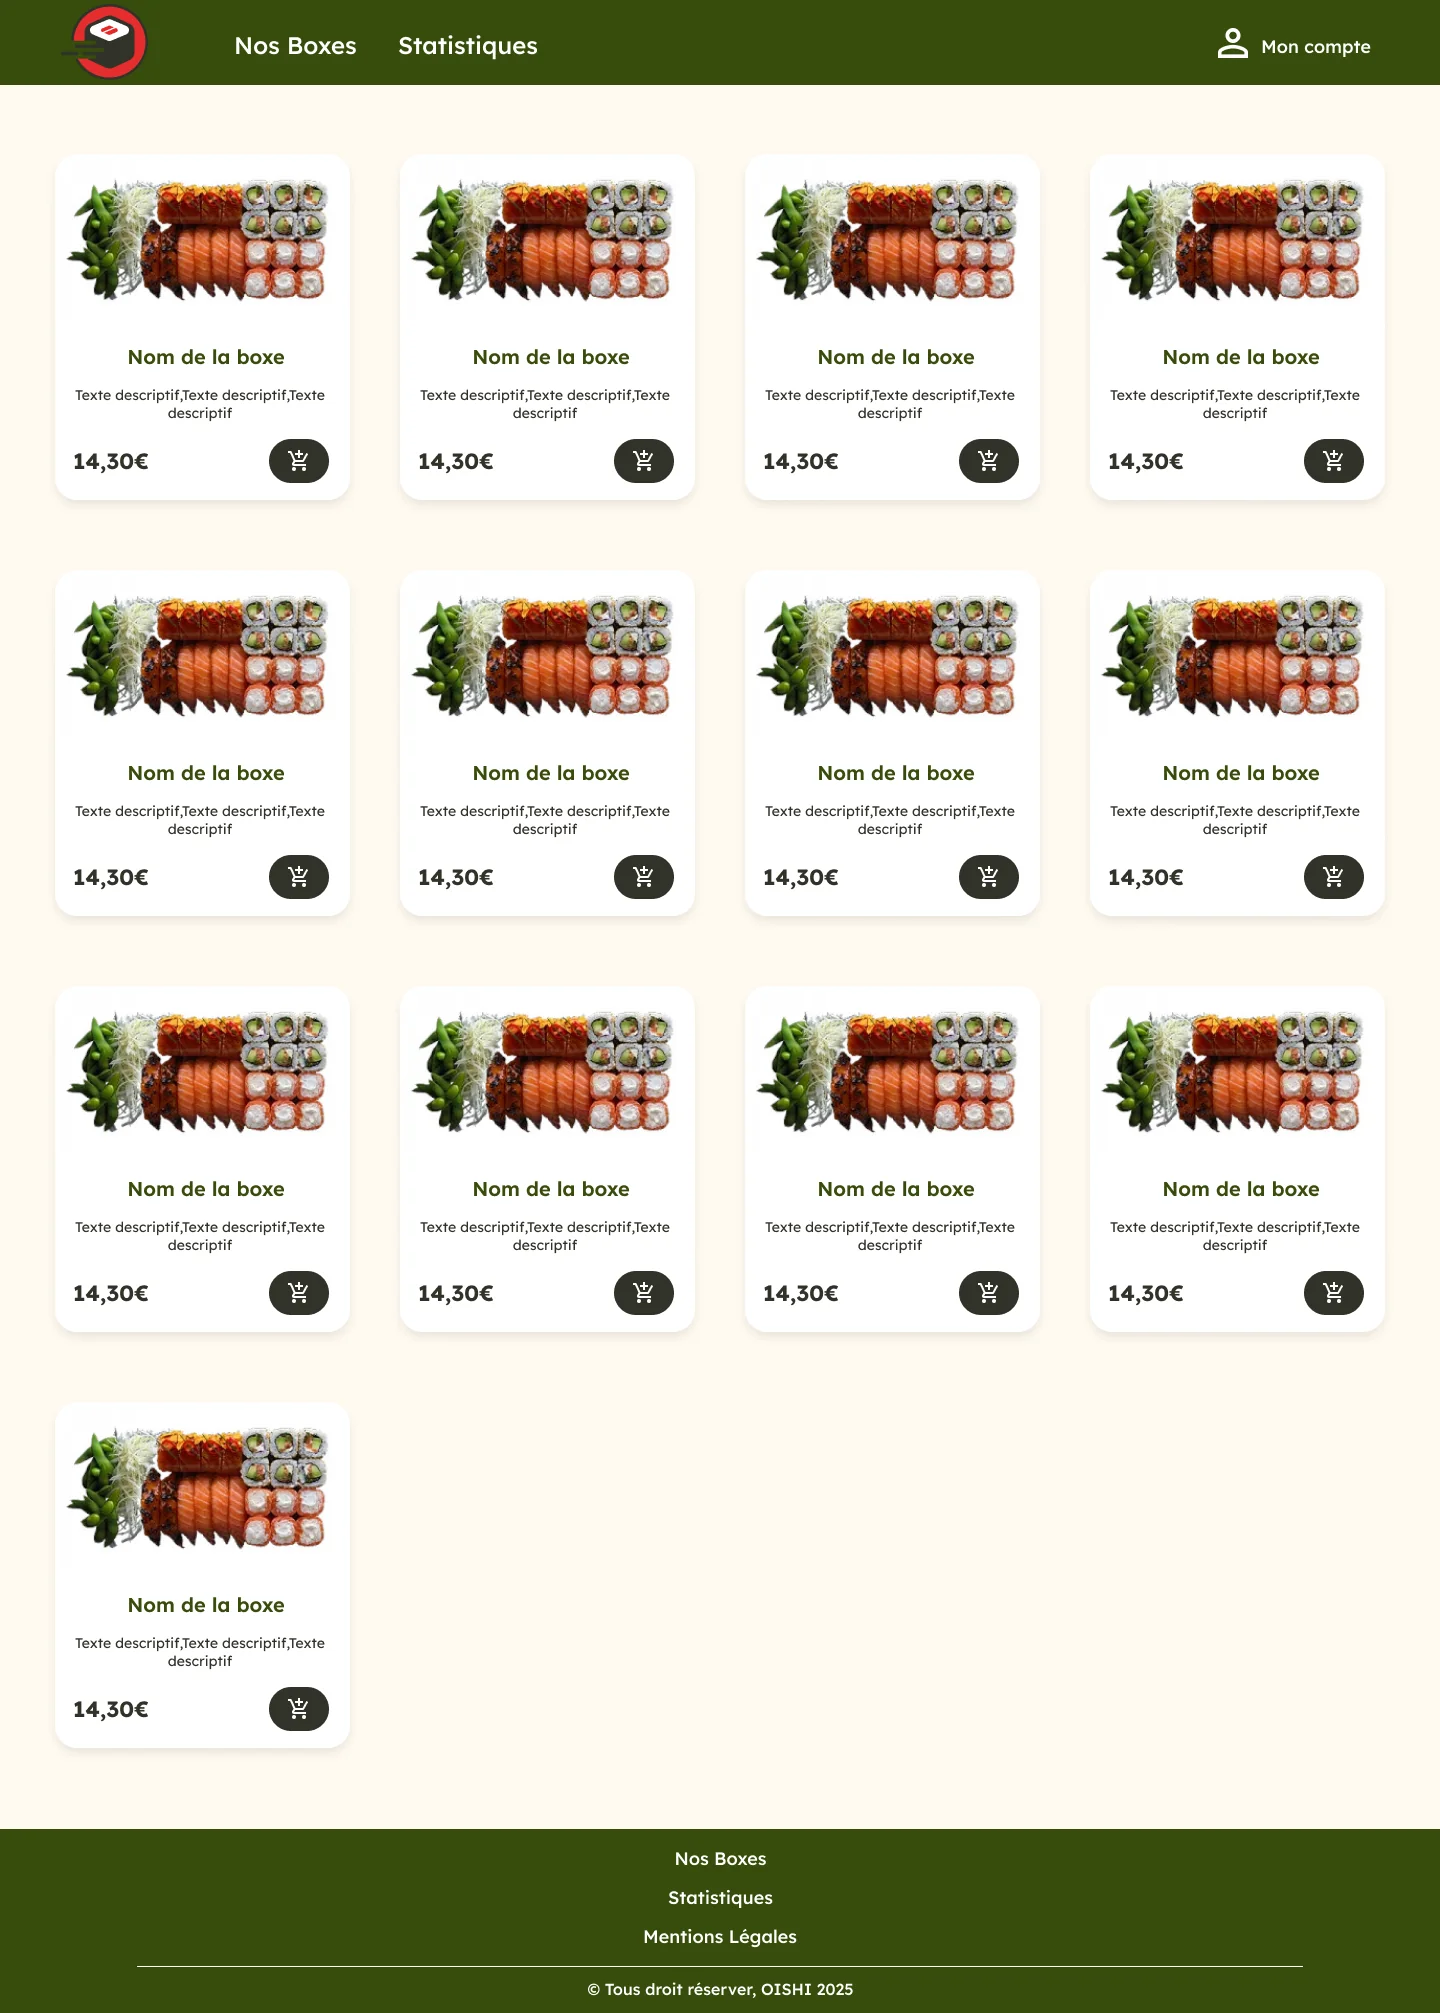 Nos Boxes Statistiques Mon compte
Nom de la boxe Nom de la boxe Nom de la boxe Nom de la boxe
Texte descriptif,Texte descriptif,Texte Texte descriptif,Texte descriptif,Texte Texte descriptif,Texte descriptif,Texte Texte descriptif,Texte descriptif,Texte
descriptif descriptif descriptif descriptif
14,30€ 14,30€ 14,30€ 14,30€
Nom de la boxe Nom de la boxe Nom de la boxe Nom de la boxe
Texte descriptif,Texte descriptif,Texte Texte descriptif,Texte descriptif,Texte Texte descriptif,Texte descriptif,Texte Texte descriptif,Texte descriptif,Texte
descriptif descriptif descriptif descriptif
14,30€ 14,30€ 14,30€ 14,30€
Nom de la boxe Nom de la boxe Nom de la boxe Nom de la boxe
Texte descriptif,Texte descriptif,Texte Texte descriptif,Texte descriptif,Texte Texte descriptif,Texte descriptif,Texte Texte descriptif,Texte descriptif,Texte
descriptif descriptif descriptif descriptif
14,30€ 14,30€ 14,30€ 14,30€
Nom de la boxe
Texte descriptif,Texte descriptif,Texte
descriptif
14,30€
Nos Boxes
Statistiques
Mentions Légales
© Tous droit réserver, OISHI 2025